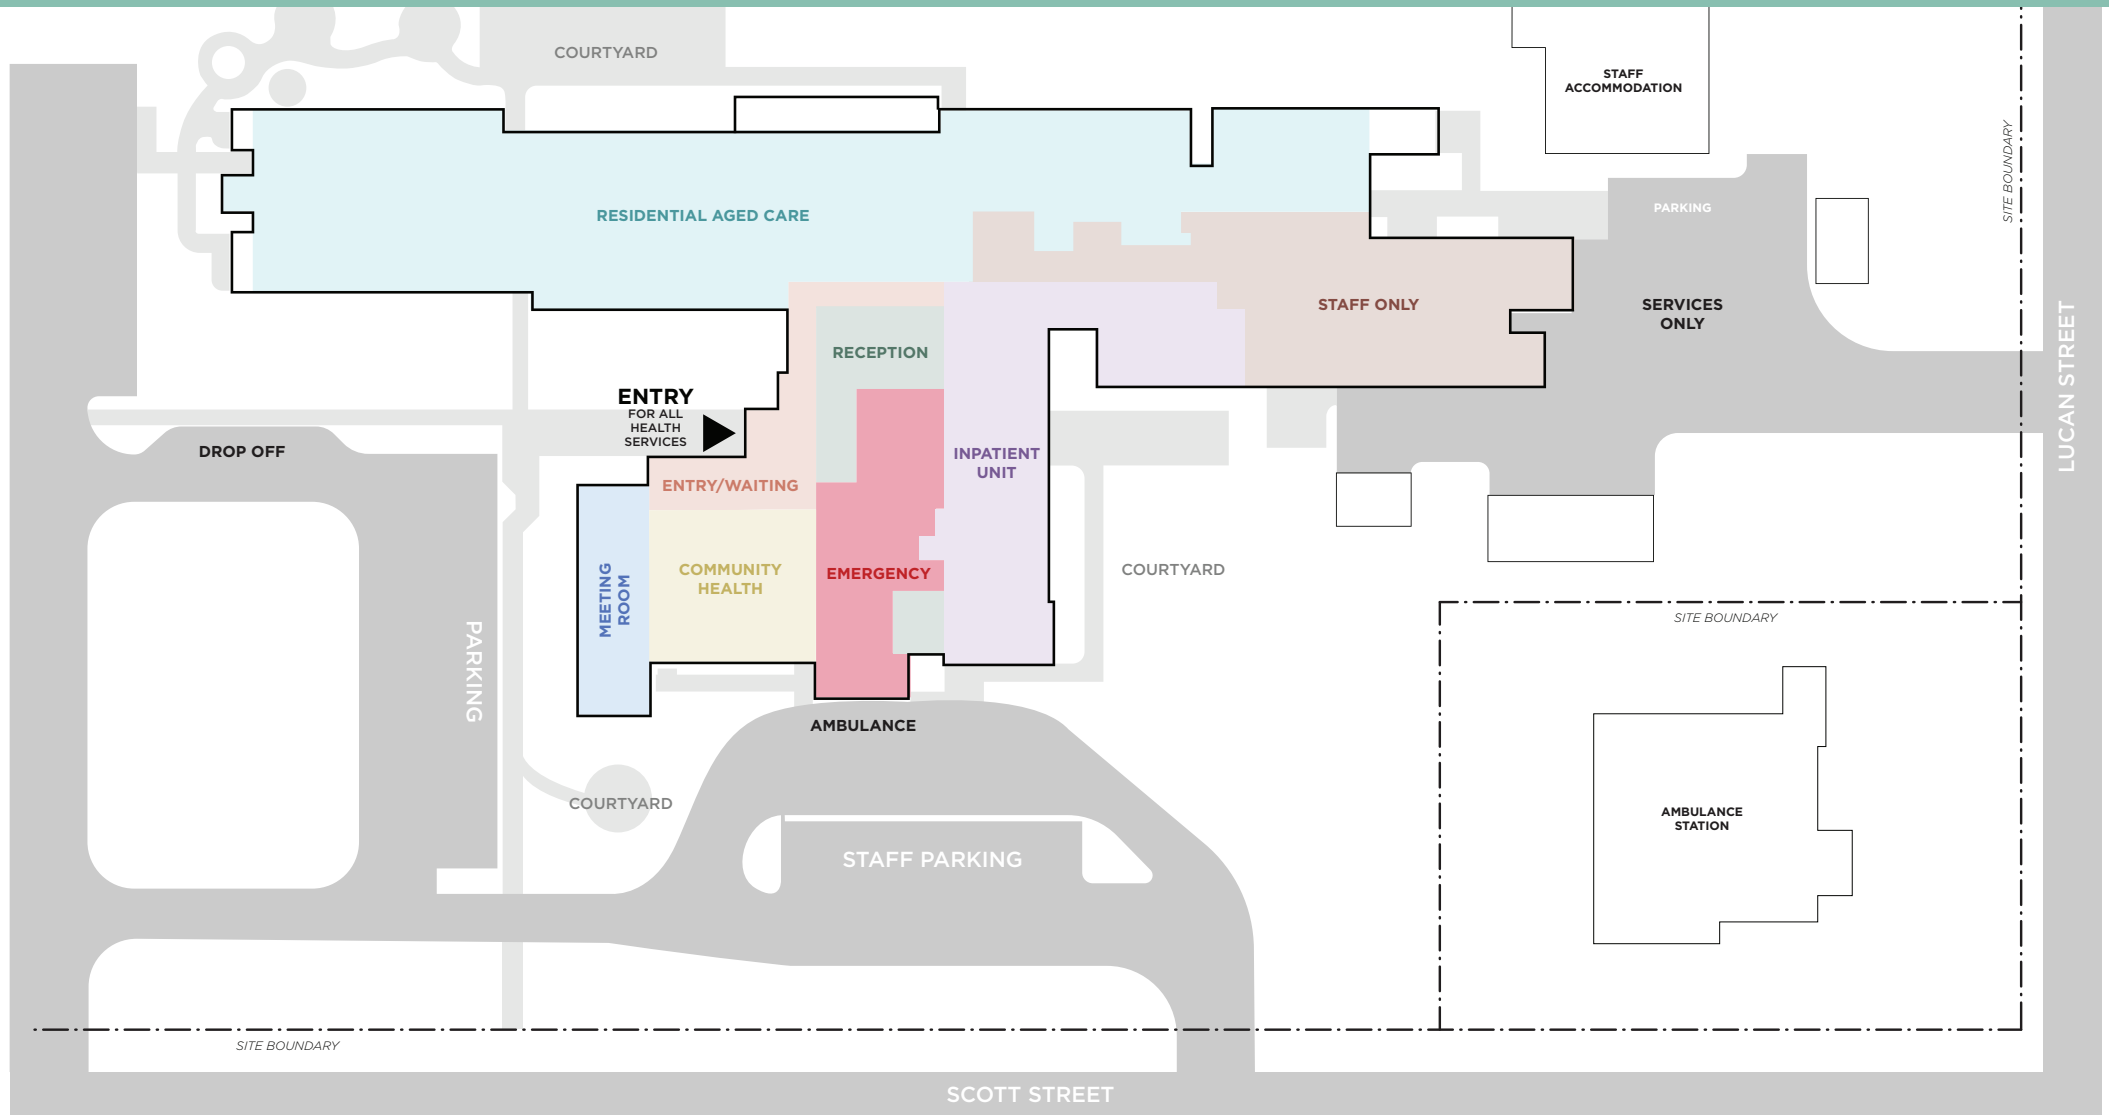 COURTYARD
STAFF
ACCOMMODATION
SITE BOUNDARY
PARKING
RESIDENTIAL AGED CARE
STAFF ONLY
SERVICES
ONLY
LUCAN STREET
RECEPTION
ENTRY
FOR ALL
HEALTH
SERVICES
DROP OFF
INPATIENT
UNIT
ENTRY/WAITING
MEETING
ROOM
COMMUNITY
HEALTH
EMERGENCY
COURTYARD
SITE BOUNDARY
PARKING
AMBULANCE
COURTYARD
AMBULANCE
STATION
STAFF PARKING
SITE BOUNDARY
SCOTT STREET